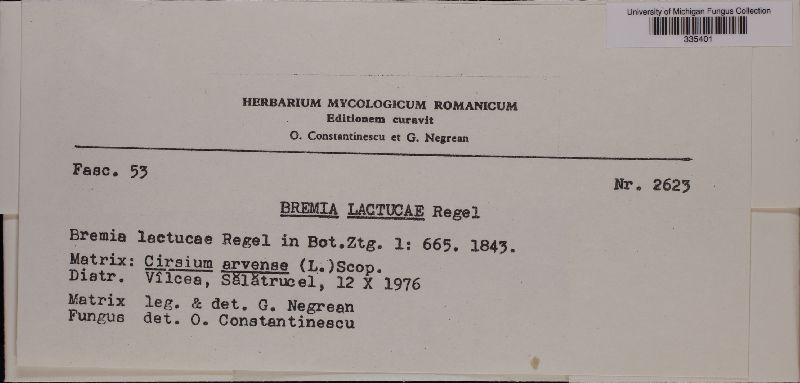 University of Michigan Fungus Collection
335401
HERBARIUM MYCOLOGICUM ROMANICUM
Editionem curavit
O. Constantinescu et G. Negrean
Fasc. 53
Nr. 2623
BREMIA LACTUCAE Regel
Bremia lactucae Regel in Bot.Ztg. 1: 665. 1843.
Matrix: Cirsium arvense (L.)Scop.
Distr. Vîlcea, Sălătrucel, 12 X 1976
Matrix leg. & det. G. Negrean
Fungus det. O. Constantinescu